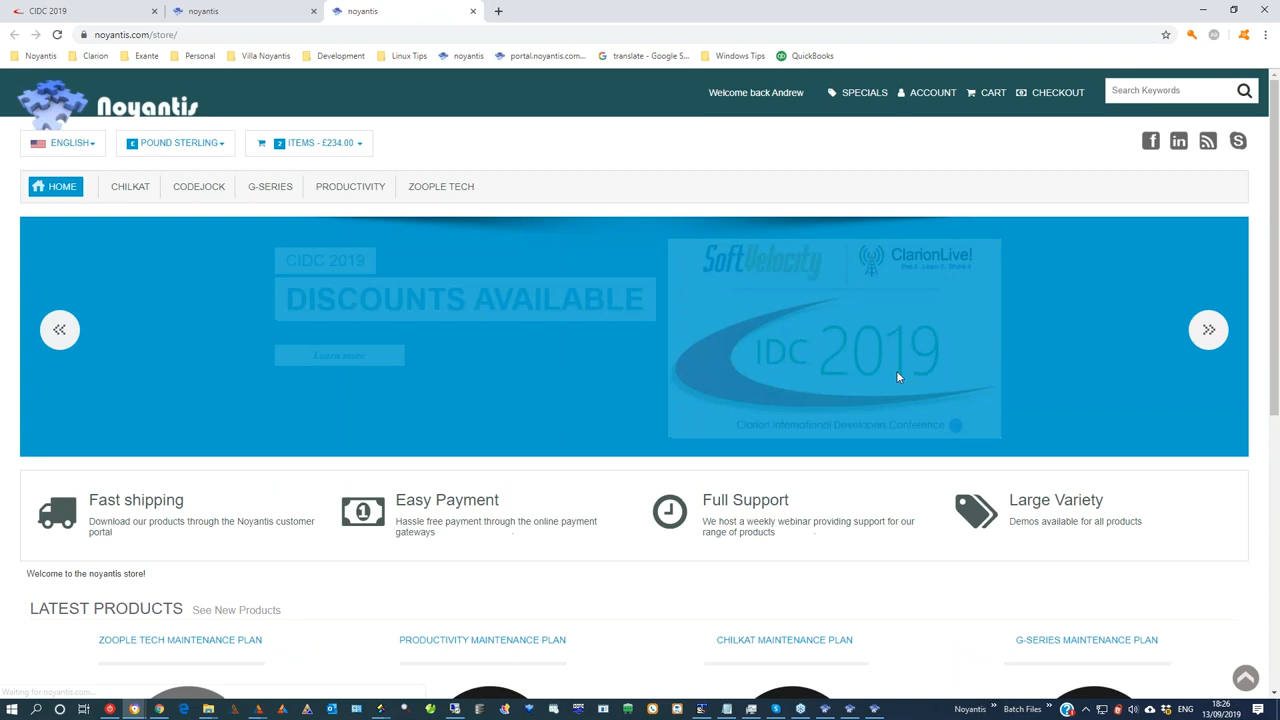 CIDC 2019
noyantis
noyantis
noyantis.com/store/
Noyantis
Clarion
Exante
Personal
Villa Noyantis
Development
Linux Tips
noyantis
portal.noyantis.com...
translate - Google S...
Windows Tips
QuickBooks
Noyantis
Welcome back Andrew
SPECIALS
ACCOUNT
CART
CHECKOUT
Search Keywords
ENGLISH
£ POUND STERLING
2 ITEMS - £234.00
HOME
CHILKAT
CODEJOCK
G-SERIES
PRODUCTIVITY
ZOOPLE TECH
CIDC 2019
DISCOUNTS AVAILABLE
Learn more
SoftVelocity
ClarionLive!
IDC 2019
Clarion International Developers Conference
Fast shipping
Download our products through the Noyantis customer
portal
Easy Payment
Hassle free payment through the online payment
gateways
Full Support
We host a weekly webinar providing support for our
range of products
Large Variety
Demos available for all products
Welcome to the noyantis store!
LATEST PRODUCTS See New Products
ZOOPLE TECH MAINTENANCE PLAN
PRODUCTIVITY MAINTENANCE PLAN
CHILKAT MAINTENANCE PLAN
G-SERIES MAINTENANCE PLAN
Waiting for noyantis.com...
Noyantis
Batch Files
ENG
18:26
13/09/2019